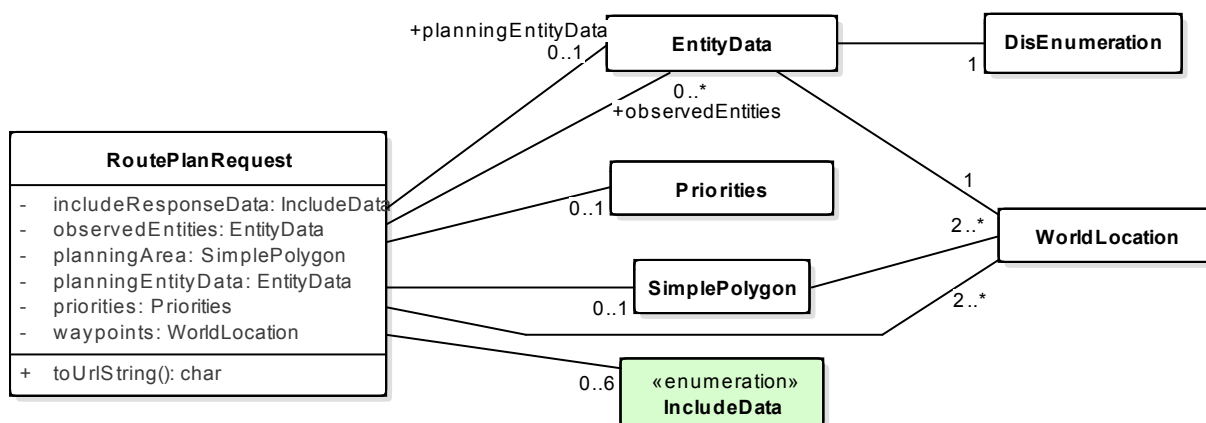 +planningEntityData
0..1
EntityData
DisEnumeration
1
0..*
+observedEntities
RoutePlanRequest
- includeResponseData: IncludeData
- observedEntities: EntityData
- planningArea: SimplePolygon
- planningEntityData: EntityData
- priorities: Priorities
- waypoints: WorldLocation
+ toUrlString(): char
Priorities
0..1
1
2..*
WorldLocation
SimplePolygon
0..1
2..*
0..6
«enumeration»
IncludeData